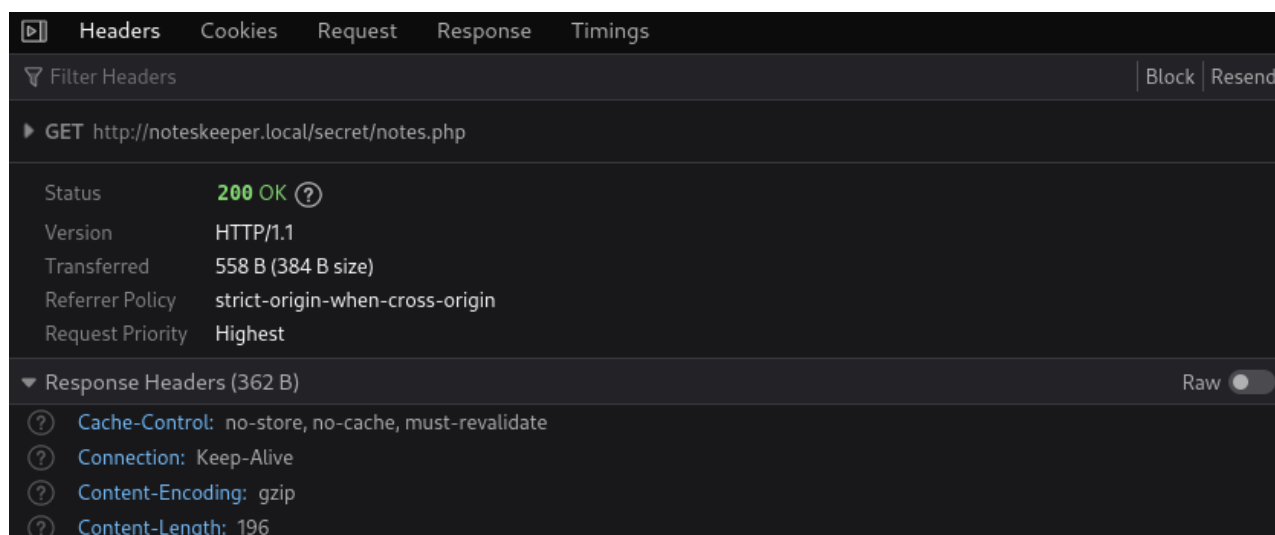 Headers Cookies Request Response Timings
Filter Headers Block Resend
GET http://noteskeeper.local/secret/notes.php
Status 200 OK ?
Version HTTP/1.1
Transferred 558 B (384 B size)
Referrer Policy strict-origin-when-cross-origin
Request Priority Highest
Response Headers (362 B) Raw
? Cache-Control: no-store, no-cache, must-revalidate
? Connection: Keep-Alive
? Content-Encoding: gzip
? Content-Length: 196